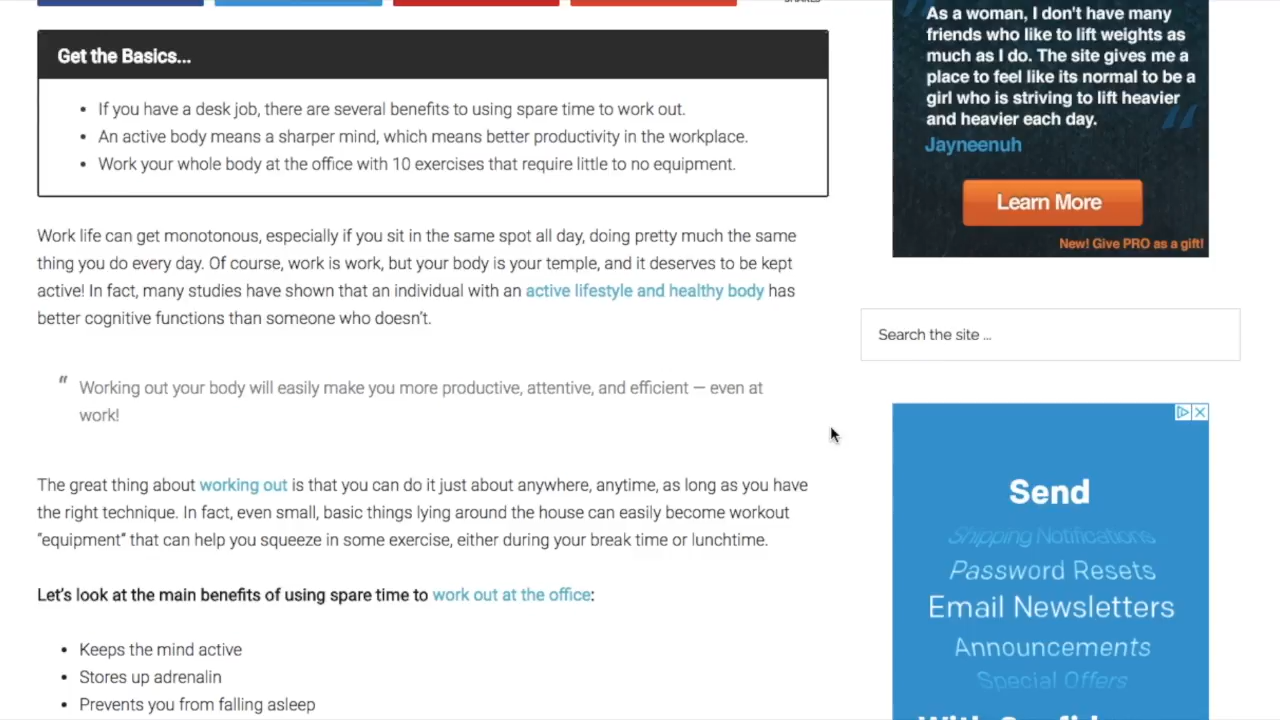 SHARES
Get the Basics...
• If you have a desk job, there are several benefits to using spare time to work out.
• An active body means a sharper mind, which means better productivity in the workplace.
• Work your whole body at the office with 10 exercises that require little to no equipment.
Work life can get monotonous, especially if you sit in the same spot all day, doing pretty much the same
thing you do every day. Of course, work is work, but your body is your temple, and it deserves to be kept
active! In fact, many studies have shown that an individual with an active lifestyle and healthy body has
better cognitive functions than someone who doesn’t.
" Working out your body will easily make you more productive, attentive, and efficient — even at
work!
The great thing about working out is that you can do it just about anywhere, anytime, as long as you have
the right technique. In fact, even small, basic things lying around the house can easily become workout
“equipment” that can help you squeeze in some exercise, either during your break time or lunchtime.
Let’s look at the main benefits of using spare time to work out at the office:
• Keeps the mind active
• Stores up adrenalin
• Prevents you from falling asleep
As a woman, I don't have many
friends who like to lift weights as
much as I do. The site gives me a
place to feel like its normal to be a
girl who is striving to lift heavier
and heavier each day.
Jayneenuh
Learn More
New! Give PRO as a gift!
Search the site ...
Send
Shipping Notifications
Password Resets
Email Newsletters
Announcements
Special Offers